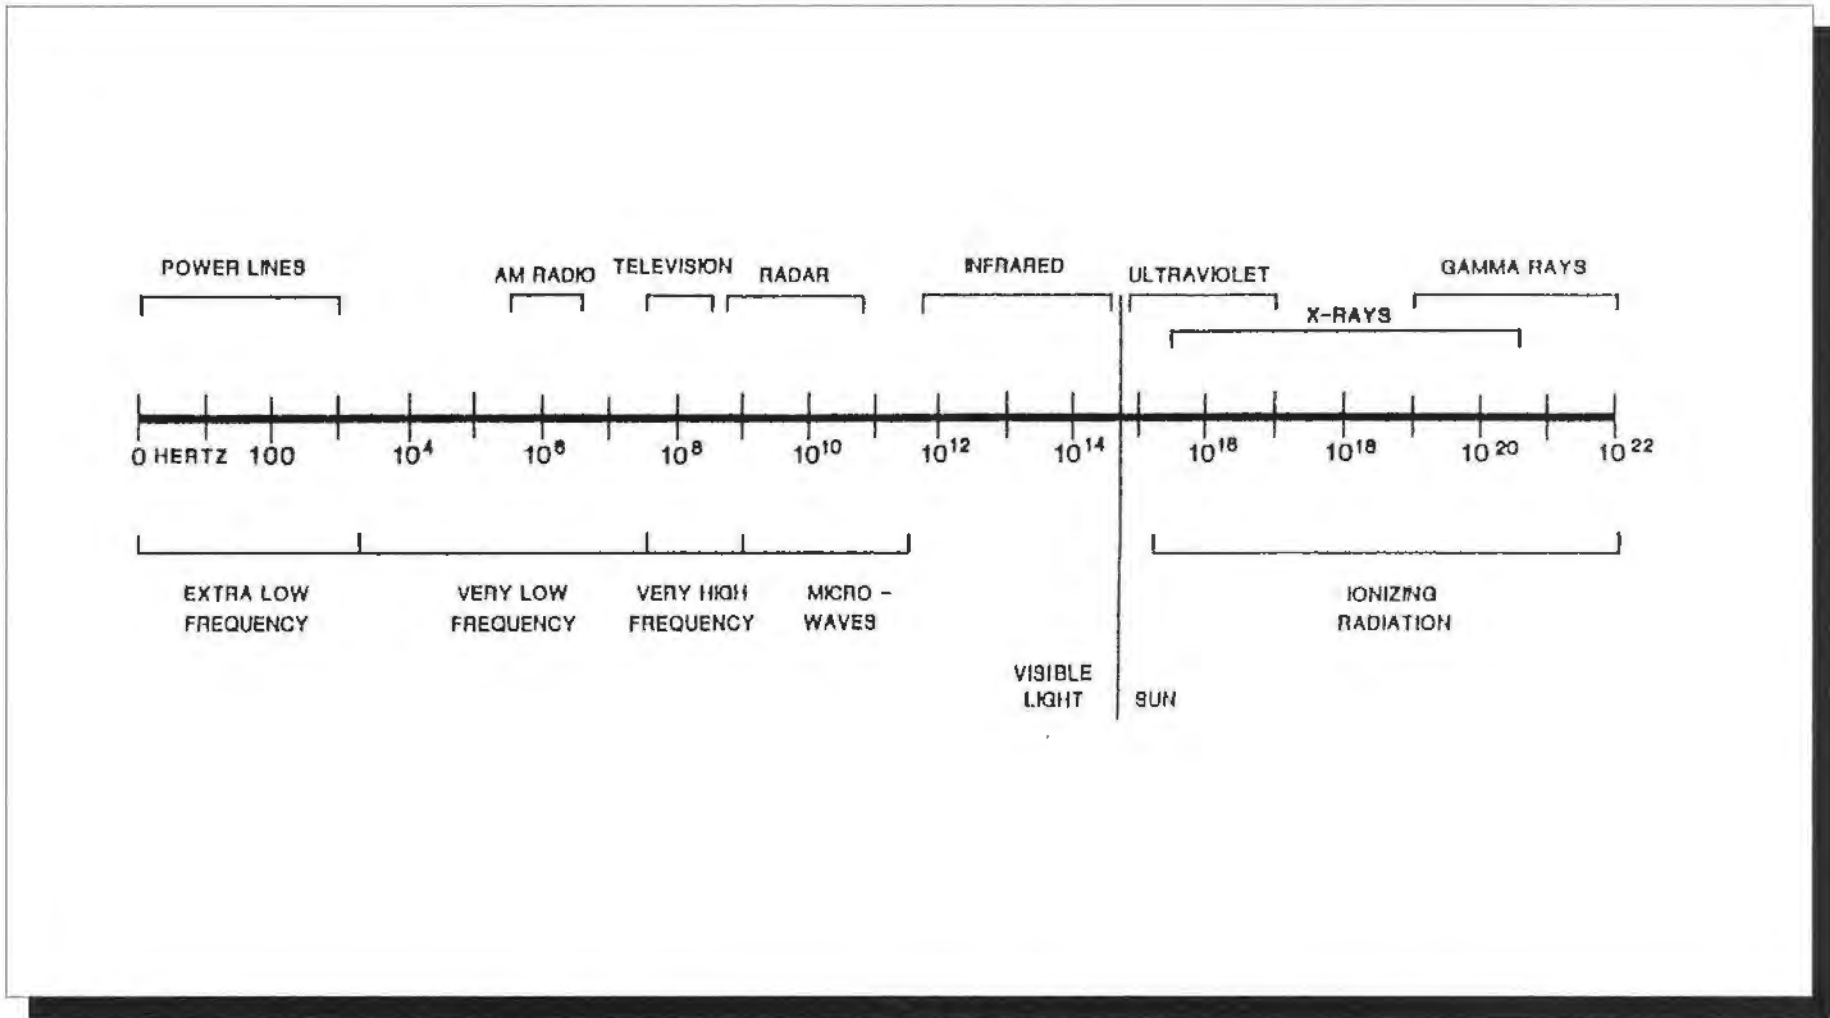 POWER LINES
AM RADIO
TELEVISION
RADAR
INFRARED
ULTRAVIOLET
X-RAYS
GAMMA RAYS
0 HERTZ 100 10⁴ 10⁶ 10⁸ 10¹⁰ 10¹² 10¹⁴ 10¹⁶ 10¹⁸ 10²⁰ 10²²
EXTRA LOW
FREQUENCY
VERY LOW
FREQUENCY
VERY HIGH
FREQUENCY
MICRO -
WAVES
IONIZING
RADIATION
VISIBLE
LIGHT
SUN